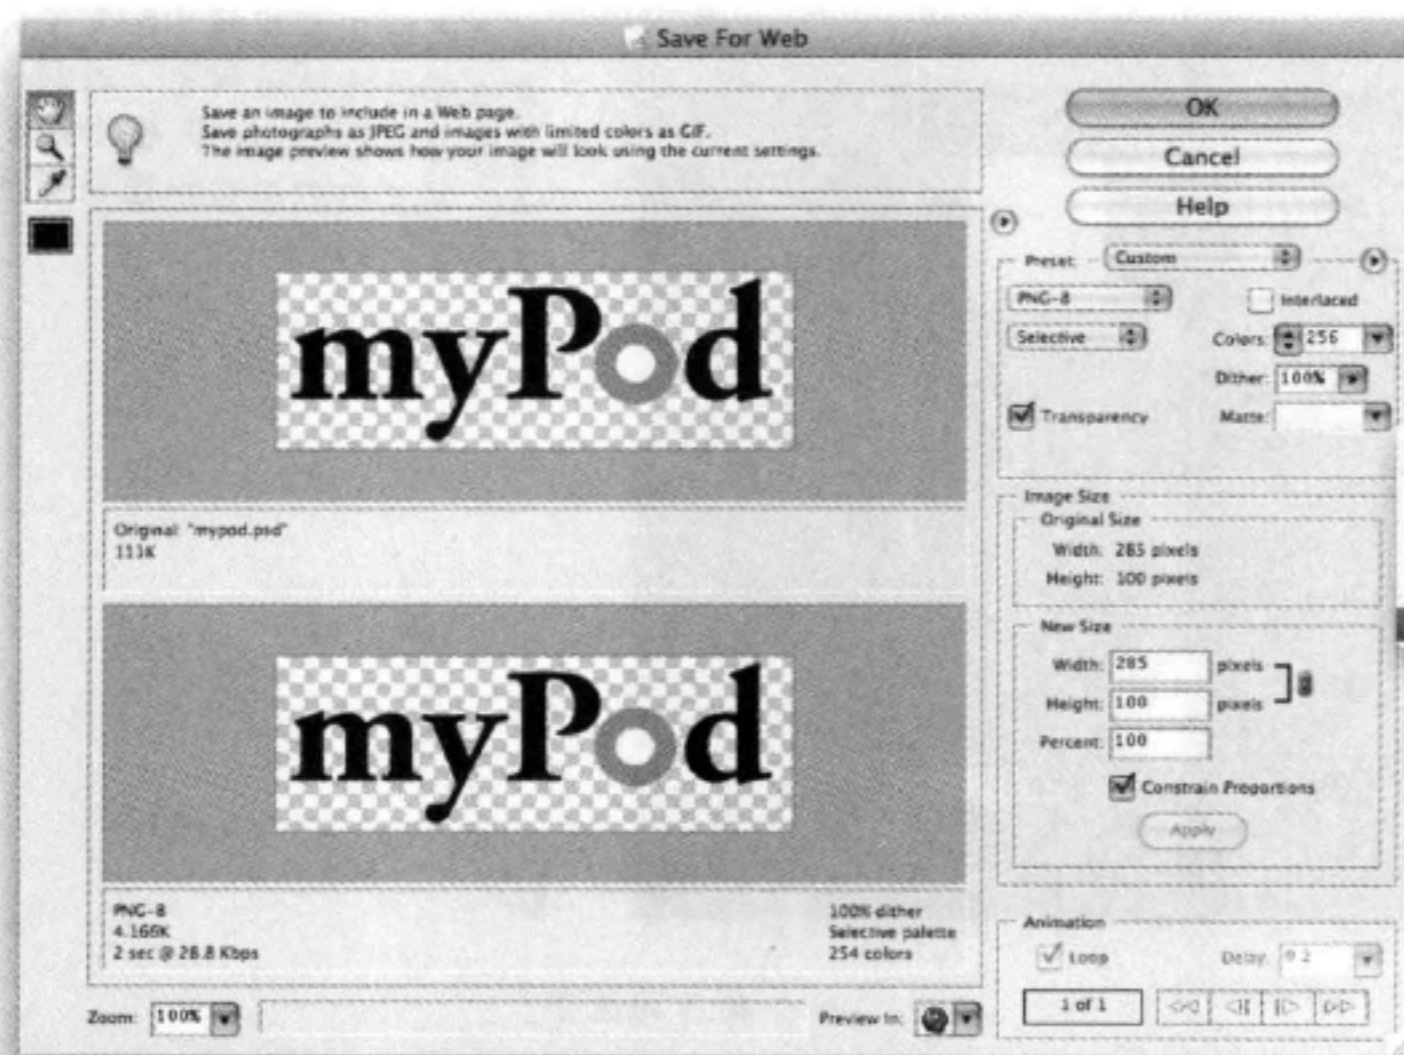 Save For Web
Save an image to include in a Web page.
Save photographs as JPEG and images with limited colors as GIF.
The image preview shows how your image will look using the current settings.
OK
Cancel
Help
Preset: Custom
PNG-8
Interlaced
Selective
Colors: 256
Dither: 100%
Transparency
Matte:
myPod
Original: "mypod.psd"
111K
Image Size
Original Size
Width: 285 pixels
Height: 100 pixels
New Size
Width: 285 pixels
Height: 100 pixels
Percent: 100
Constrain Proportions
Apply
myPod
PNG-8
4.166K
2 sec @ 28.8 Kbps
100% dither
Selective palette
254 colors
Animation
Loop
Delay: 0.2
1 of 1
Zoom: 100%
Preview In: